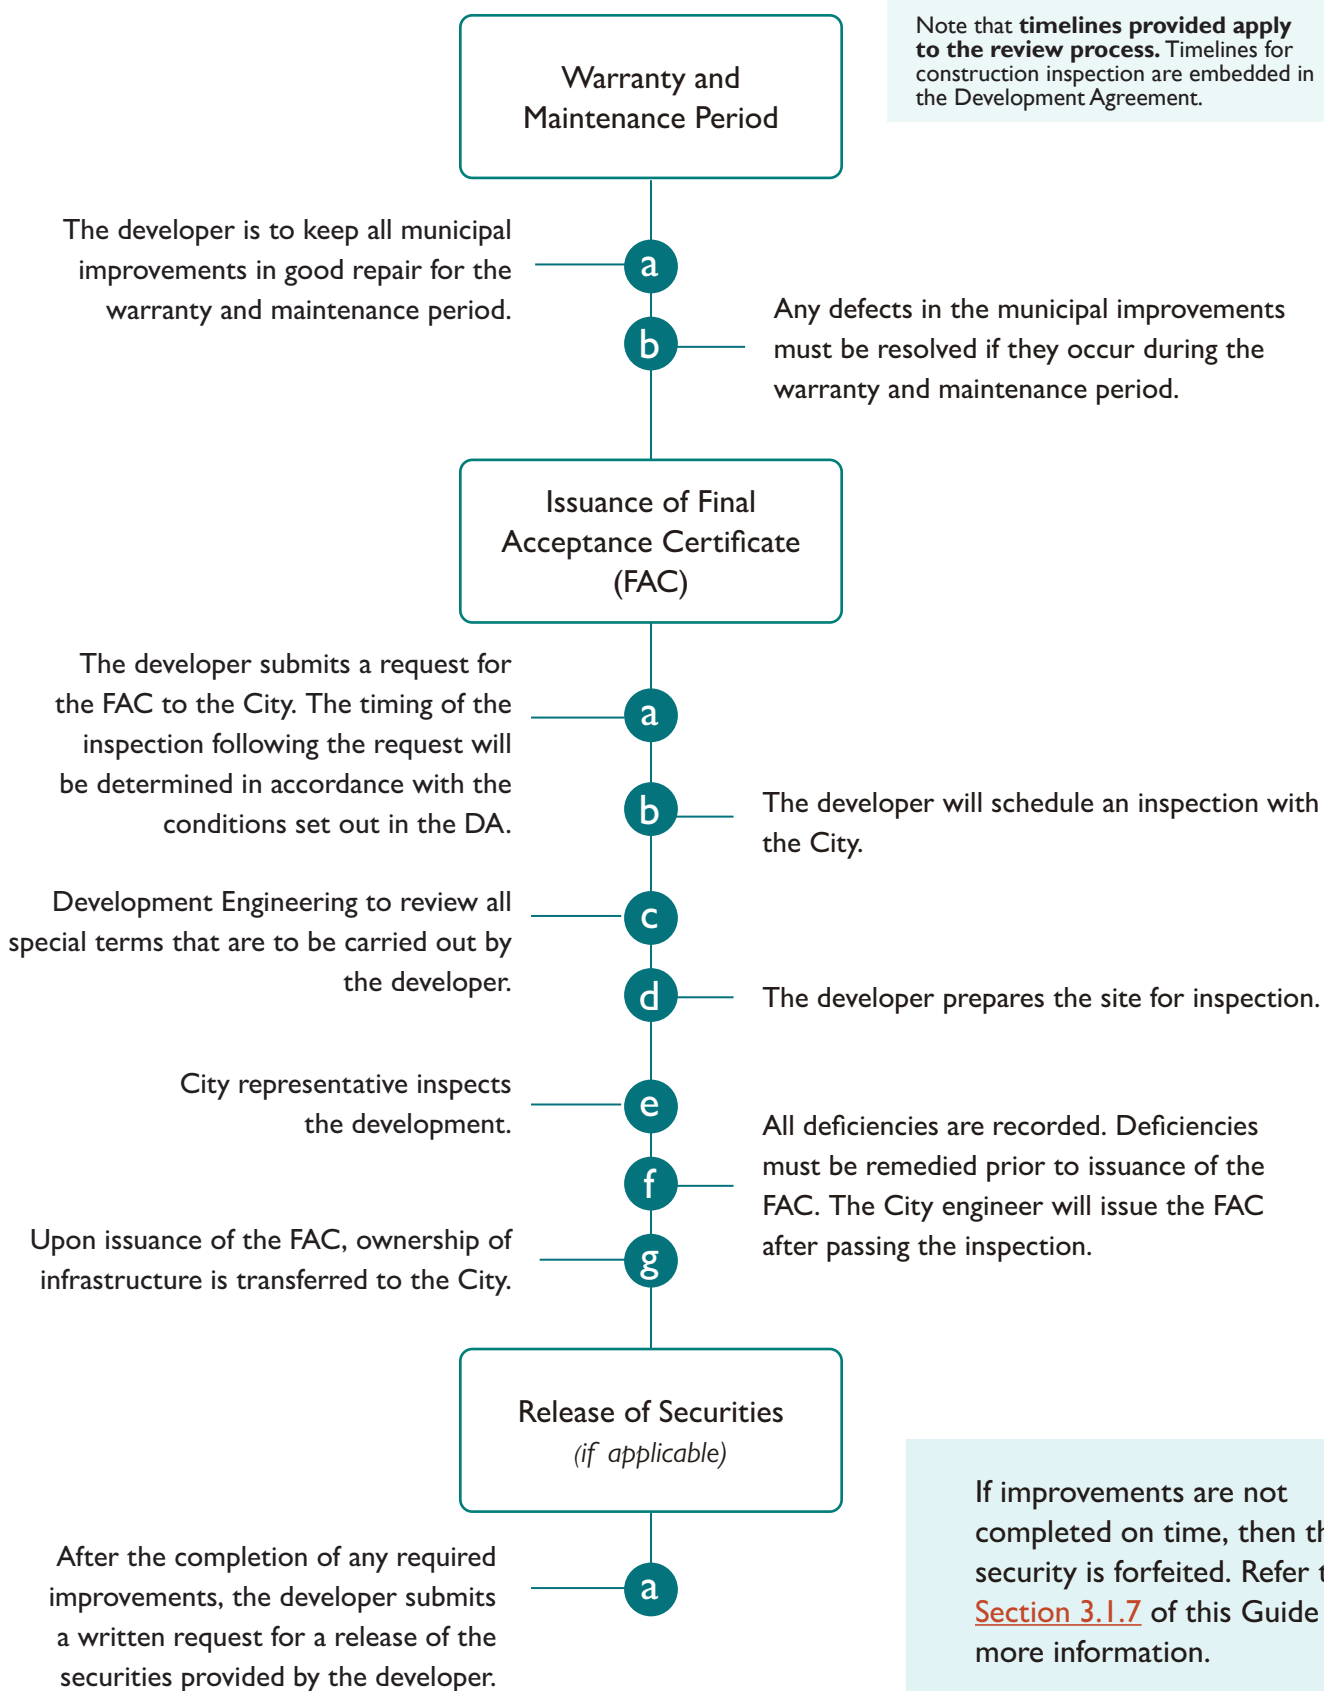 Note that timelines provided apply
to the review process. Timelines for
construction inspection are embedded in
the Development Agreement.
Warranty and
Maintenance Period
The developer is to keep all municipal
improvements in good repair for the
warranty and maintenance period.
a
b
Any defects in the municipal improvements
must be resolved if they occur during the
warranty and maintenance period.
Issuance of Final
Acceptance Certificate
(FAC)
The developer submits a request for
the FAC to the City. The timing of the
inspection following the request will
be determined in accordance with the
conditions set out in the DA.
a
b
The developer will schedule an inspection with
the City.
Development Engineering to review all
special terms that are to be carried out by
the developer.
c
d
The developer prepares the site for inspection.
City representative inspects
the development.
e
f
All deficiencies are recorded. Deficiencies
must be remedied prior to issuance of the
FAC. The City engineer will issue the FAC
after passing the inspection.
Upon issuance of the FAC, ownership of
infrastructure is transferred to the City.
g
Release of Securities
(if applicable)
After the completion of any required
improvements, the developer submits
a written request for a release of the
securities provided by the developer.
a
If improvements are not
completed on time, then
security is forfeited. Refer
Section 3.1.7 of this Guide
more information.